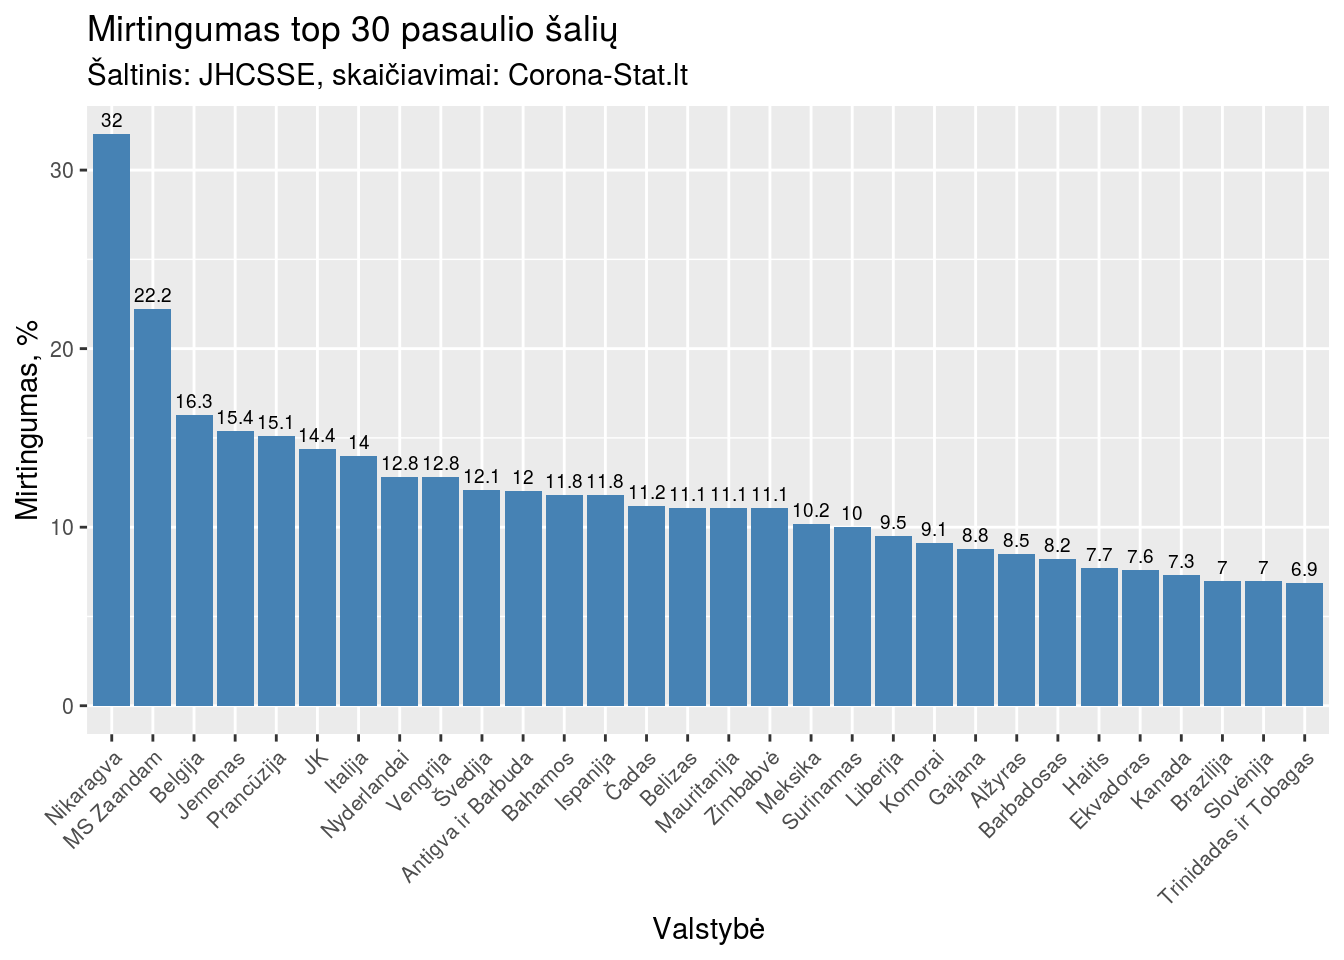 Mirtingumas top 30 pasaulio šalių
Šaltinis: JHCSSE, skaičiavimai: Corona-Stat.lt
Mirtingumas, %
30
20
10
0
32
22.2
16.3
15.4
15.1
14.4
14
12.8
12.8
12.1
12
11.8
11.8
11.2
11.1
11.1
11.1
10.2
10
9.5
9.1
8.8
8.5
8.2
7.7
7.6
7.3
7
7
6.9
Nikaragva
MS Zaandam
Belgija
Jemenas
Prancūzija
JK
Italija
Nyderlandai
Vengrija
Švedija
Antigva ir Barbuda
Bahamos
Ispanija
Čadas
Belizas
Mauritanija
Zimbabvė
Meksika
Surinamas
Liberija
Komorai
Gajana
Alžyras
Barbadosas
Haitis
Ekvadoras
Kanada
Brazilija
Slovėnija
Trinidadas ir Tobagas
Valstybė